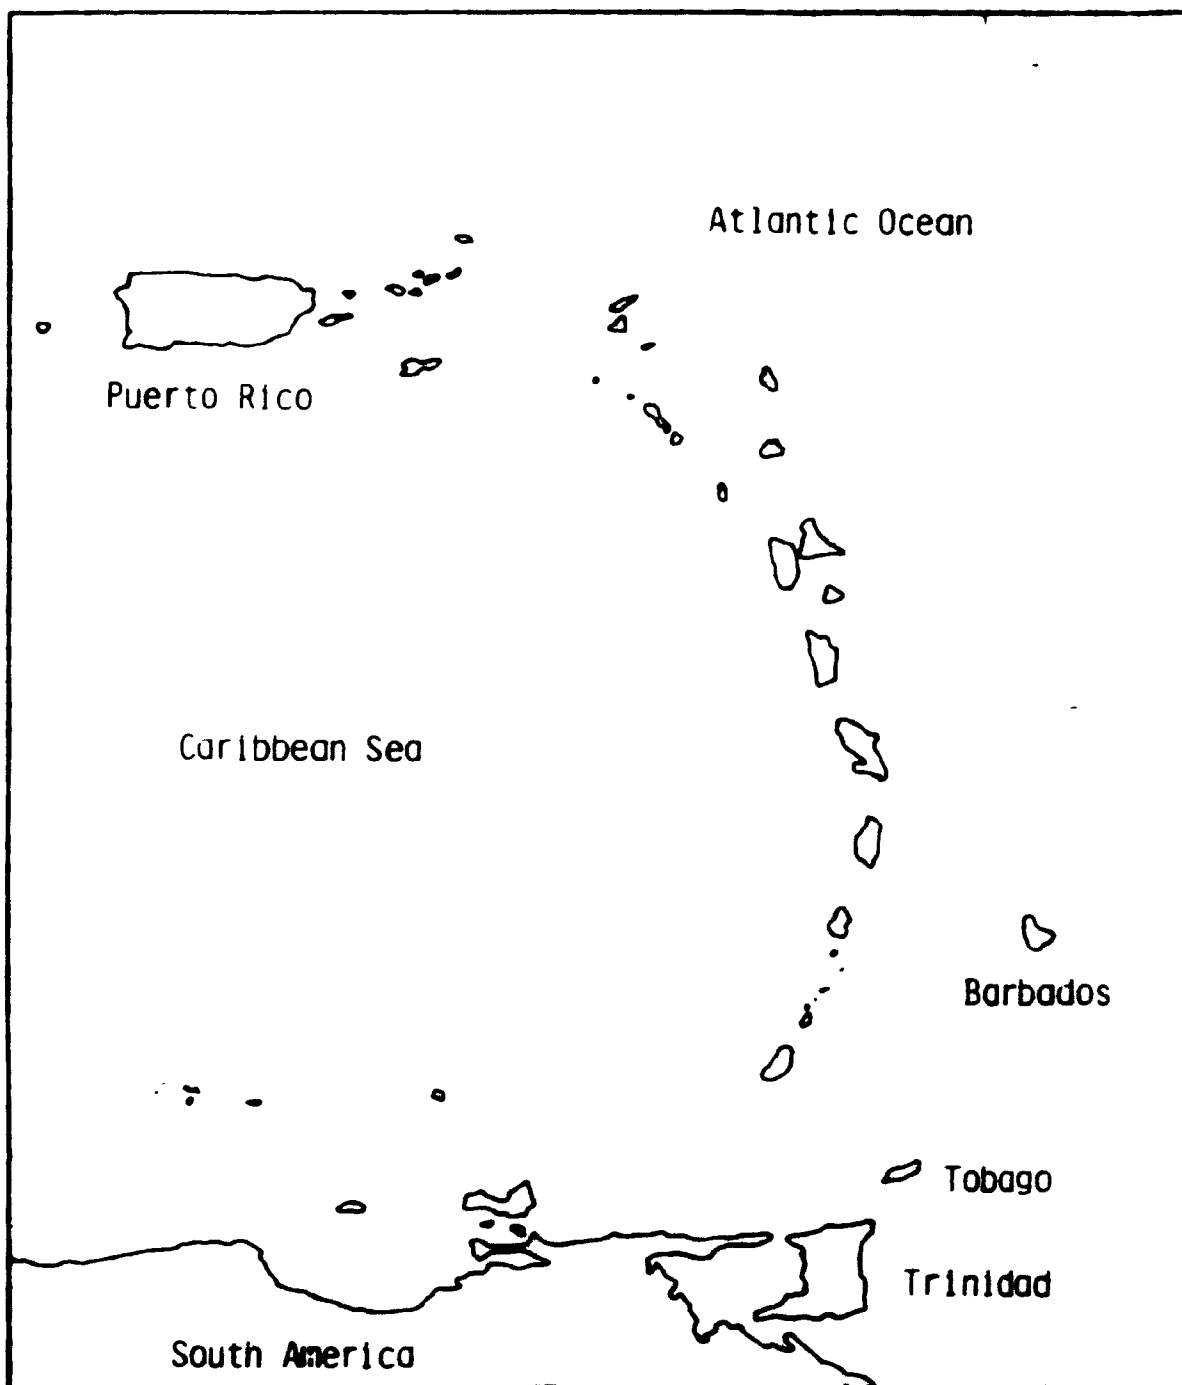 Atlantic Ocean
Puerto Rico
Caribbean Sea
Barbados
Tobago
Trinidad
South America